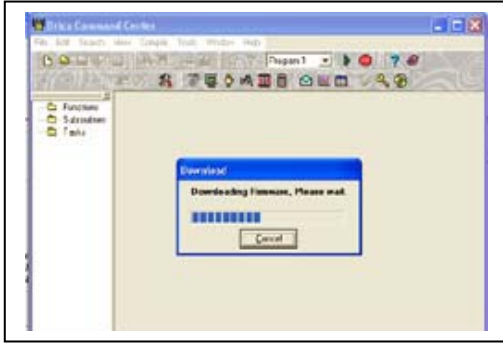 Bricx Command Center
File Edit Search View Compile Tools Window Help
Program 1
Functions
Subroutines
Tasks
Download
Downloading Firmware, Please wait.
Cancel